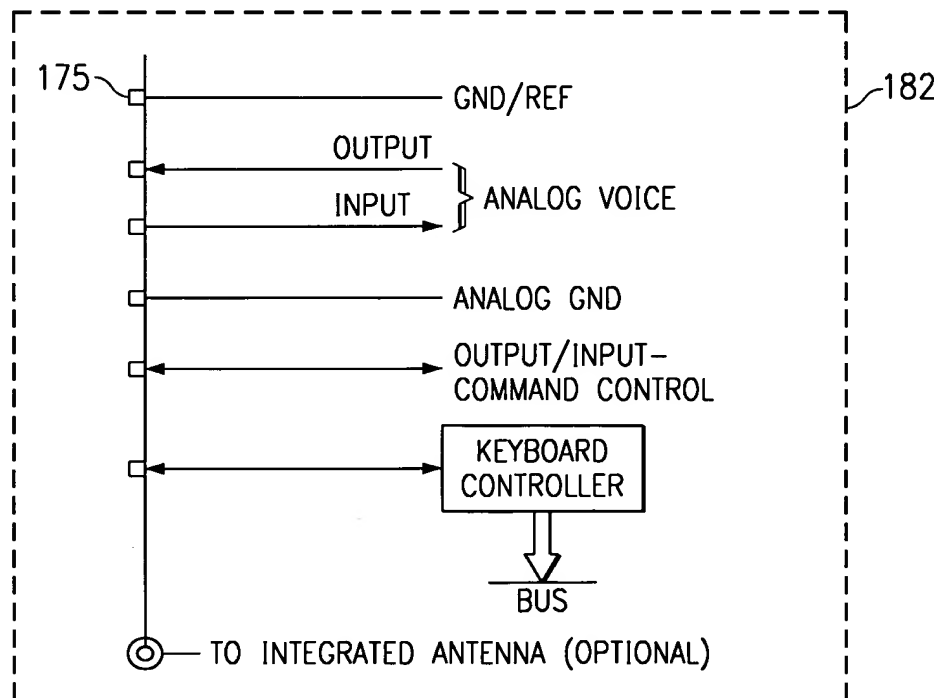 175
GND/REF
182
OUTPUT
INPUT
ANALOG VOICE
ANALOG GND
OUTPUT/INPUT-
COMMAND CONTROL
KEYBOARD
CONTROLLER
BUS
TO INTEGRATED ANTENNA (OPTIONAL)